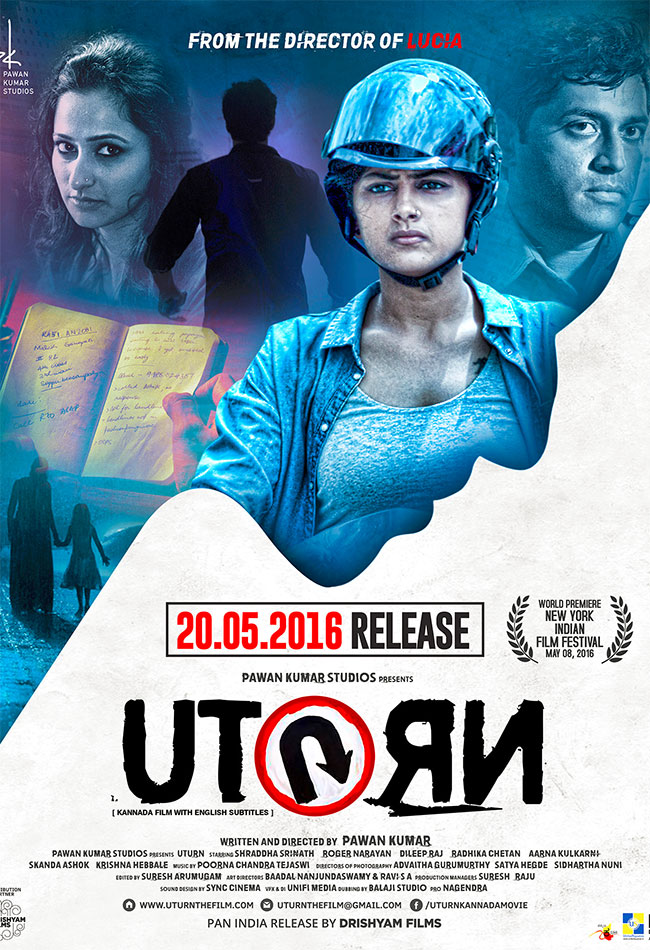 FROM THE DIRECTOR OF LUCIA
PAWAN
KUMAR
STUDIOS
20.05.2016 RELEASE
WORLD PREMIERE
NEW YORK
INDIAN
FILM FESTIVAL
MAY 08, 2016
PAWAN KUMAR STUDIOS PRESENTS
UTURN
[ KANNADA FILM WITH ENGLISH SUBTITLES ]
WRITTEN AND DIRECTED BY PAWAN KUMAR
PAWAN KUMAR STUDIOS PRESENTS UTURN STARRING SHRADDHA SRINATH ROGER NARAYAN DILEEP RAJ RADHIKA CHETAN AARNA KULKARNI
SKANDA ASHOK KRISHNA HEBBALE MUSIC BY POORNA CHANDRA TEJASWI DIRECTORS OF PHOTOGRAPHY ADVAITHA GURUMURTHY SATYA HEGDE SIDHARTHA NUNI
EDITED BY SURESH ARUMUGAM ART DIRECTORS BAADAL NANJUNDASWAMY & RAVI S A PRODUCTION MANAGERS SURESH RAJU
SOUND DESIGN BY SYNC CINEMA VFX & DI UNIFI MEDIA DUBBING BY BALAJI STUDIO PRO NAGENDRA
WWW.UTURNTHEFILM.COM UTURNTHEFILM@GMAIL.COM /UTURNKANNADAMOVIE
PAN INDIA RELEASE BY DRISHYAM FILMS